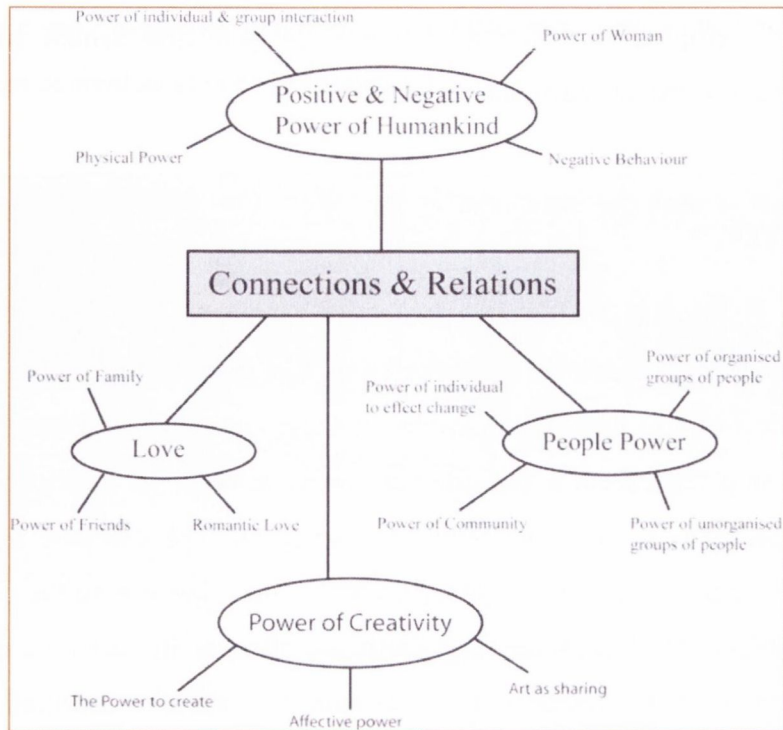 Power of individual & group interaction
Power of Woman
Positive & Negative
Power of Humankind
Physical Power
Negative Behaviour
Connections & Relations
Power of Family
Love
Power of Friends
Romantic Love
Power of individual
to effect change
Power of organised
groups of people
People Power
Power of Community
Power of unorganised
groups of people
Power of Creativity
The Power to create
Affective power
Art as sharing